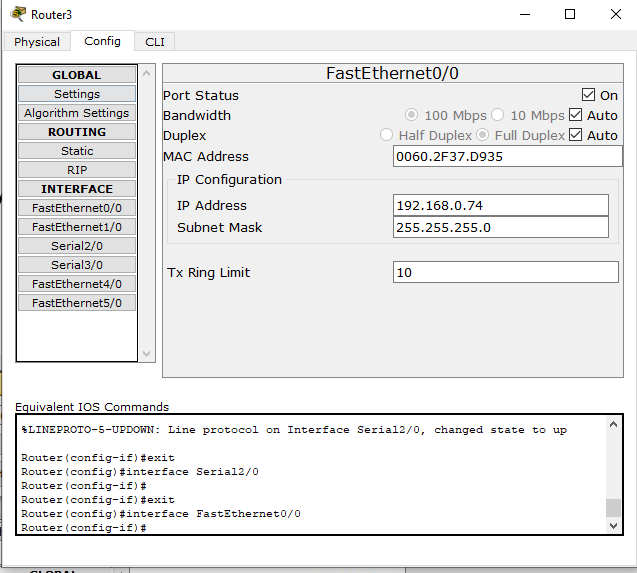 Router3
Physical Config CLI
GLOBAL
Settings
Algorithm Settings
ROUTING
Static
RIP
INTERFACE
FastEthernet0/0
FastEthernet1/0
Serial2/0
Serial3/0
FastEthernet4/0
FastEthernet5/0
FastEthernet0/0
Port Status On
Bandwidth 100 Mbps 10 Mbps Auto
Duplex Half Duplex Full Duplex Auto
MAC Address 0060.2F37.D935
IP Configuration
IP Address 192.168.0.74
Subnet Mask 255.255.255.0
Tx Ring Limit 10
Equivalent IOS Commands
%LINEPROTO-5-UPDOWN: Line protocol on Interface Serial2/0, changed state to up
Router(config-if)#exit
Router(config)#interface Serial2/0
Router(config-if)#
Router(config-if)#exit
Router(config)#interface FastEthernet0/0
Router(config-if)#
GLOBAL